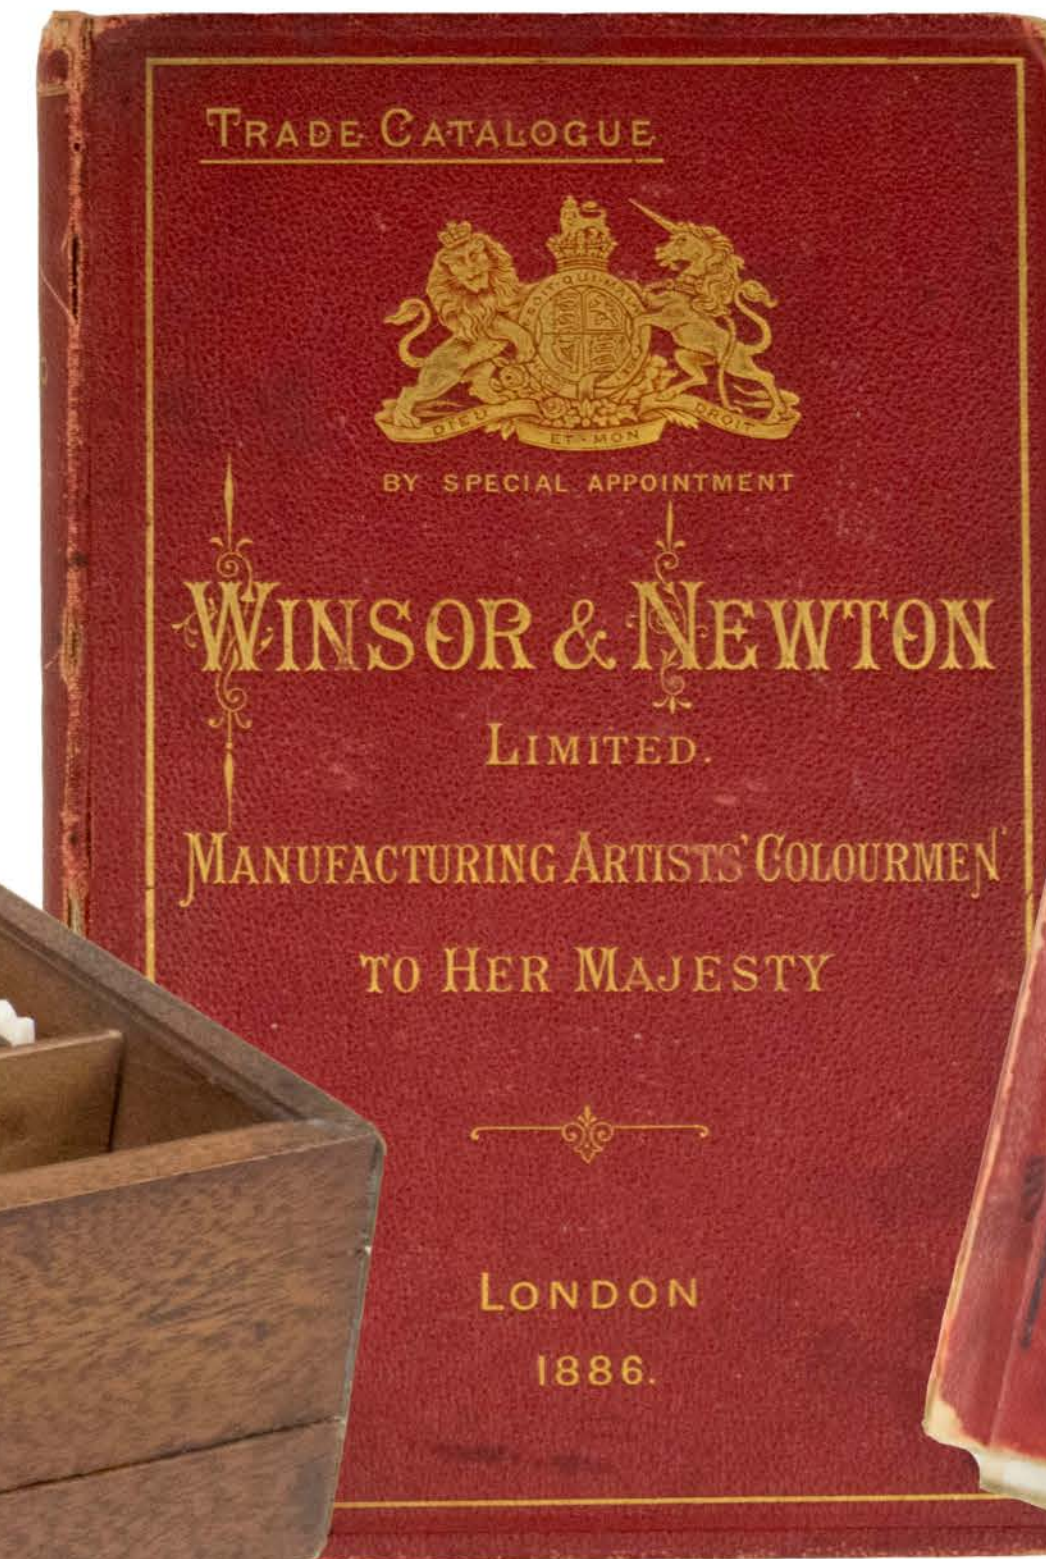 TRADE CATALOGUE
DIEU ET·MON DROIT
BY SPECIAL APPOINTMENT
WINSOR & NEWTON
LIMITED.
MANUFACTURING ARTISTS' COLOURMEN
TO HER MAJESTY
LONDON
1886.